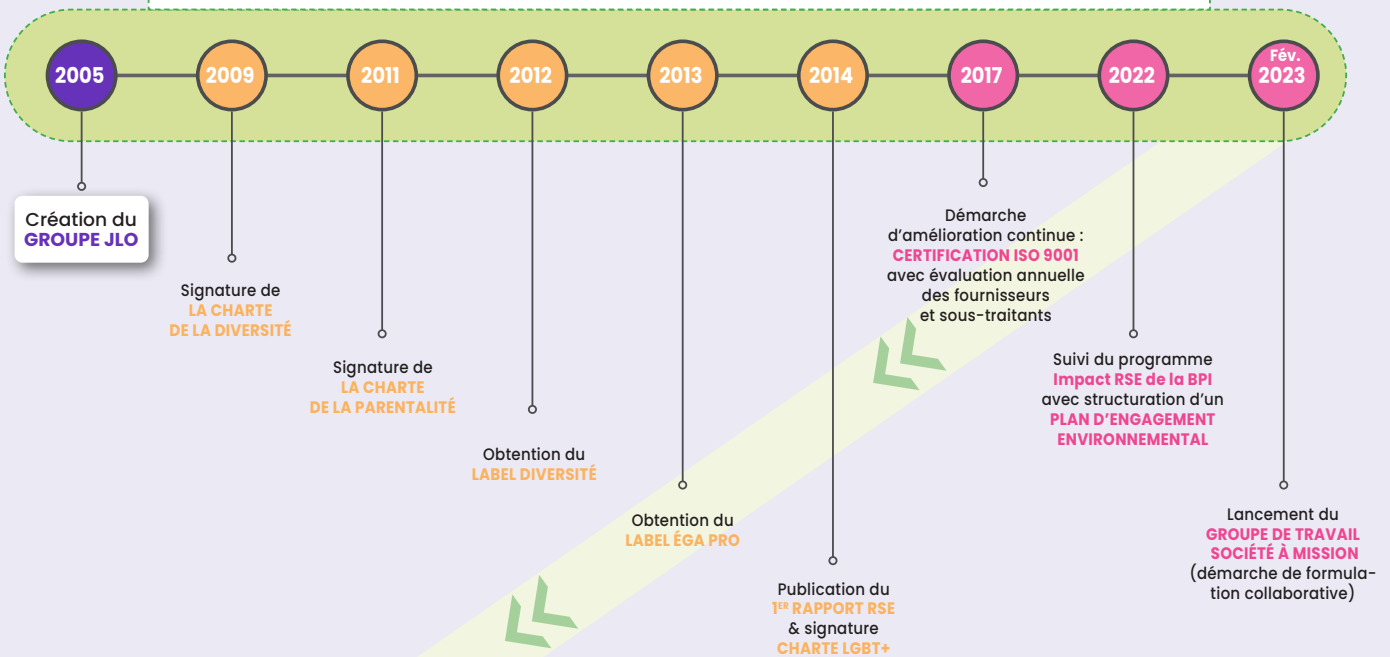 2005
2009
2011
2012
2013
2014
2017
2022
Fév.
2023
Création du
GROUPE JLO
Signature de
LA CHARTE
DE LA DIVERSITÉ
Signature de
LA CHARTE
DE LA PARENTALITÉ
Obtention du
LABEL DIVERSITÉ
Obtention du
LABEL ÉGA PRO
Publication du
1ER RAPPORT RSE
& signature
CHARTE LGBT+
Démarche
d’amélioration continue :
CERTIFICATION ISO 9001
avec évaluation annuelle
des fournisseurs
et sous-traitants
Suivi du programme
Impact RSE de la BPI
avec structuration d’un
PLAN D’ENGAGEMENT
ENVIRONNEMENTAL
Lancement du
GROUPE DE TRAVAIL
SOCIÉTÉ À MISSION
(démarche de formula-
tion collaborative)